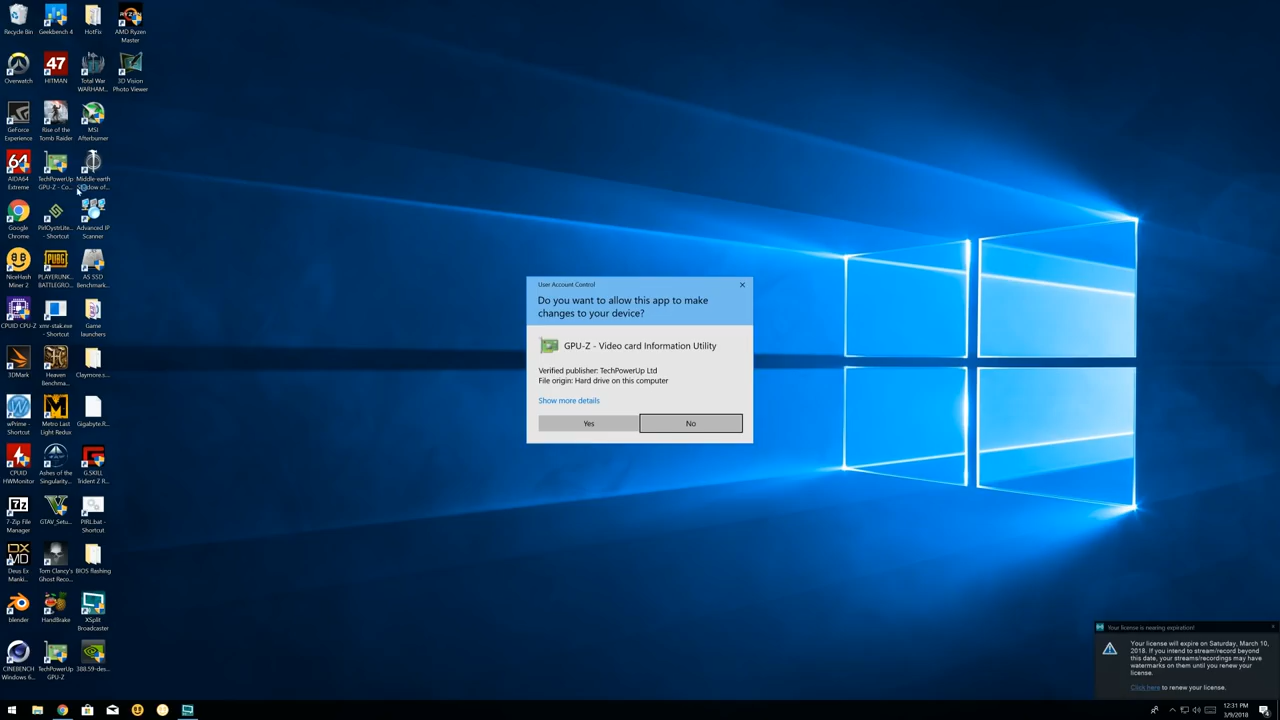 Recycle Bin
Geekbench 4
HotFix
AMD Ryzen
Master
Overwatch
HITMAN
Total War
WARHAM...
3D Vision
Photo Viewer
GeForce
Experience
Rise of the
Tomb Raider
MSI
Afterburner
64
AIDA64
Extreme
TechPowerUp
GPU-Z - Co...
Middle-earth
Shadow of...
Google
Chrome
- Shortcut
Advanced IP
Scanner
NiceHash
Miner 2
PUBG
PLAYERUNK...
BATTLEGRO...
AS SSD
Benchmark...
CPUID CPU-Z
xmr-stak.exe
- Shortcut
Game
launchers
3DMark
Heaven
Benchma...
Claymore.s...
wPrime -
Shortcut
Metro Last
Light Redux
Gigabyte.R...
CPUID
HWMonitor
Ashes of the
Singularity...
G.SKILL
Trident Z R...
7z
7-Zip File
Manager
GTAV_Setu...
PIRL.bat -
Shortcut
DX
MD
Deus Ex
Manki...
Tom Clancy's
Ghost Reco...
BIOS flashing
blender
HandBrake
XSplit
Broadcaster
CINEBENCH
Windows 6...
TechPowerUp
GPU-Z
388.59-des...
User Account Control
Do you want to allow this app to make
changes to your device?
GPU-Z - Video card Information Utility
Verified publisher: TechPowerUp Ltd
File origin: Hard drive on this computer
Show more details
Yes
No
Your license is nearing expiration!
Your license will expire on Saturday, March 10,
2018. If you intend to stream/record beyond
this date, your streams/recordings may have
watermarks on them until you renew your
license.
Click here to renew your license.
12:31 PM
3/9/2018